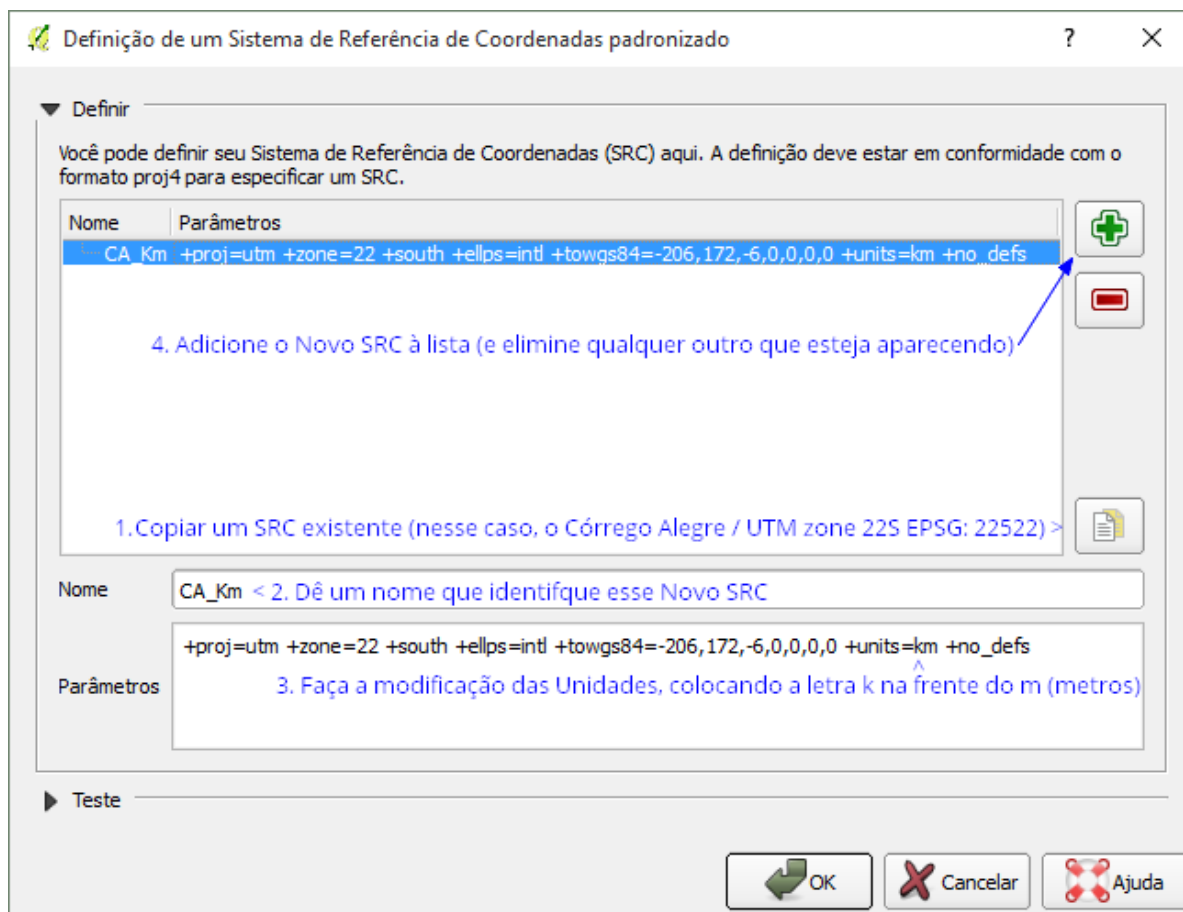 Definição de um Sistema de Referência de Coordenadas padronizado
?
Definir
Você pode definir seu Sistema de Referência de Coordenadas (SRC) aqui. A definição deve estar em conformidade com o
formato proj4 para especificar um SRC.
Nome Parâmetros
CA_Km +proj=utm +zone=22 +south +ellps=intl +towgs84=-206,172,-6,0,0,0,0 +units=km +no_defs
4. Adicione o Novo SRC à lista (e elimine qualquer outro que esteja aparecendo)
1.Copiar um SRC existente (nesse caso, o Córrego Alegre / UTM zone 22S EPSG: 22522) >
Nome CA_Km < 2. Dê um nome que identifque esse Novo SRC
+proj=utm +zone=22 +south +ellps=intl +towgs84=-206,172,-6,0,0,0,0 +units=km +no_defs
^
Parâmetros 3. Faça a modificação das Unidades, colocando a letra k na frente do m (metros)
Teste
OK Cancelar Ajuda